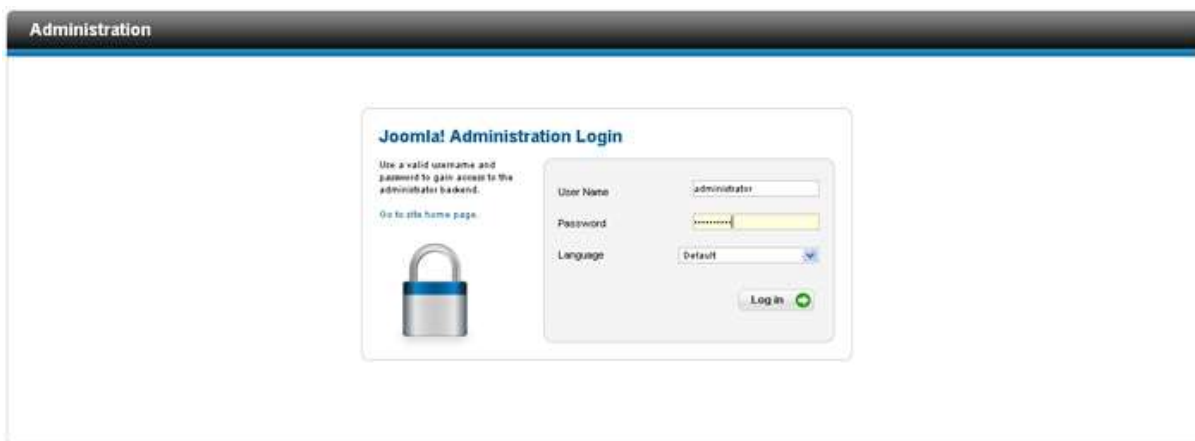 Administration
Joomla! Administration Login
Use a valid username and
password to gain access to the
administrator backend.
Go to site home page.
User Name
administrator
Password
Language
Default
Log in